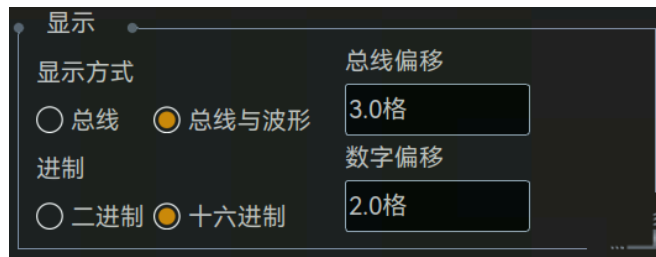 显示
显示方式
总线偏移
总线 总线与波形
3.0格
进制
数字偏移
二进制 十六进制
2.0格